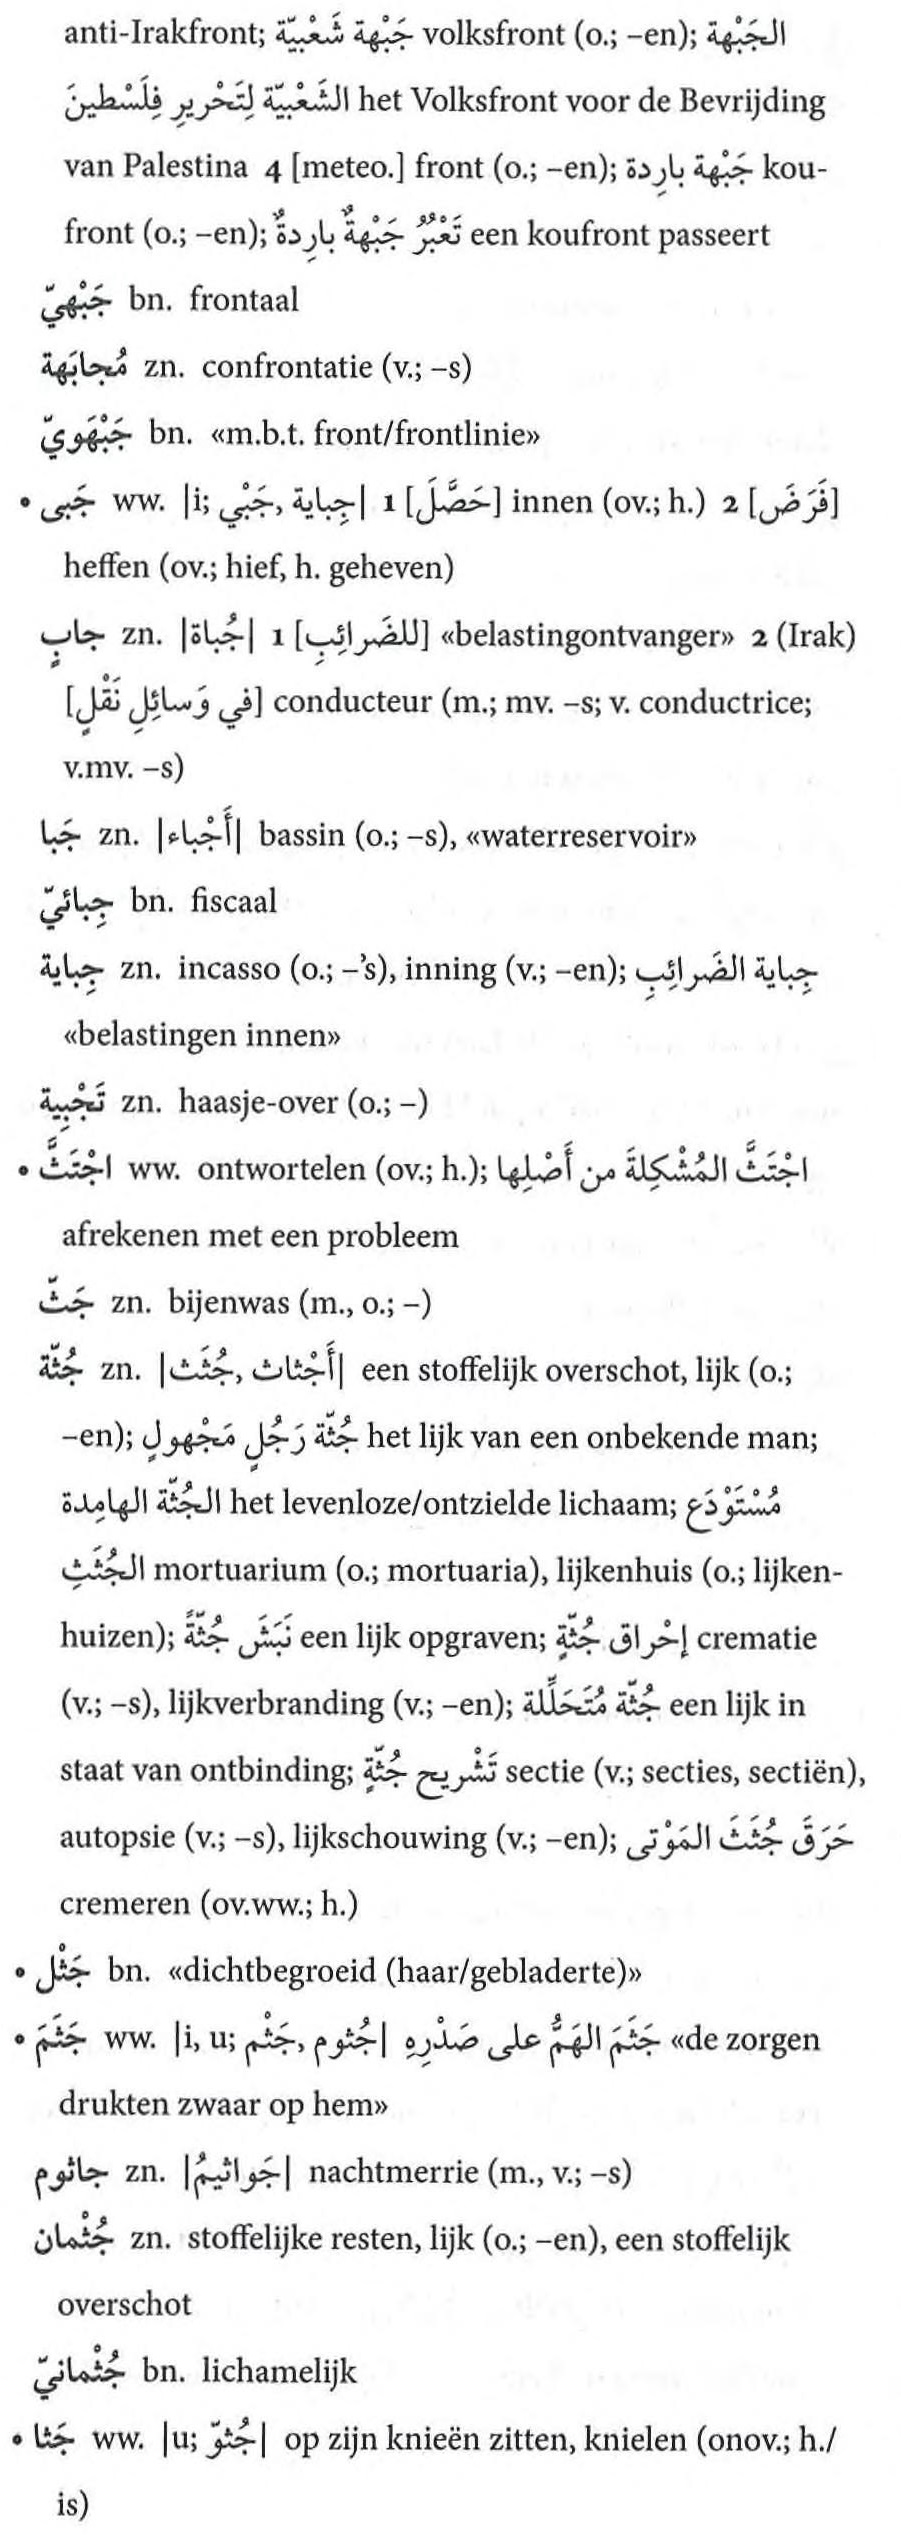 anti-Irakfront; جَبْهة شَعْبيّة volksfront (o.; –en); الجَبْهة
الشَعْبيّة لِتَحْريرِ فِلَسْطينَ het Volksfront voor de Bevrijding
van Palestina 4 [meteo.] front (o.; –en); جَبْهة بارِدة kou-
front (o.; –en); تَعْبُرُ جَبْهةٌ بارِدةٌ een koufront passeert
جَبْهيّ bn. frontaal
مُجابَهة zn. confrontatie (v.; –s)
جَبْهَويّ bn. «m.b.t. front/frontlinie»
• جَبى ww. |i; جِباية, جَبْي| 1 [حَصَّلَ] innen (ov.; h.) 2 [فَرَضَ]
heffen (ov.; hief, h. geheven)
جابٍ zn. |جُباة| 1 [للضَرائِبِ] «belastingontvanger» 2 (Irak)
[في وَسائِلِ نَقْلٍ] conducteur (m.; mv. –s; v. conductrice;
v.mv. –s)
جَبا zn. |أَجْباء| bassin (o.; –s), «waterreservoir»
جِبائيّ bn. fiscaal
جِباية zn. incasso (o.; –’s), inning (v.; –en); جِباية الضَرائِبِ
«belastingen innen»
تَجْبِية zn. haasje-over (o.; –)
• اجْتَثَّ ww. ontwortelen (ov.; h.); اجْتَثَّ المُشْكِلةَ من أَصْلِها
afrekenen met een probleem
جَثّ zn. bijenwas (m., o.; –)
جُثّة zn. |أَجْثاث, جُثَث| een stoffelijk overschot, lijk (o.;
–en); جُثّة رَجُلٍ مَجْهولٍ het lijk van een onbekende man;
الجُثّة الهامِدة het levenloze/ontzielde lichaam; مُسْتَوْدَع
الجُثَثِ mortuarium (o.; mortuaria), lijkenhuis (o.; lijken-
huizen); نَبَشَ جُثّةً een lijk opgraven; إحْراق جُثّةٍ crematie
(v.; –s), lijkverbranding (v.; –en); جُثّة مُتَحَلِّلة een lijk in
staat van ontbinding; تَشْريح جُثّةٍ sectie (v.; secties, sectiën),
autopsie (v.; –s), lijkschouwing (v.; –en); حَرَقَ جُثَثَ المَوْتى
cremeren (ov.ww.; h.)
• جَثْل bn. «dichtbegroeid (haar/gebladerte)»
• جَثَمَ ww. |i, u; جُثوم, جَثْم| جَثَمَ الهَمُّ على صَدْرِهِ «de zorgen
drukten zwaar op hem»
جاثوم zn. |جَواثيمُ| nachtmerrie (m., v.; –s)
جُثْمان zn. stoffelijke resten, lijk (o.; –en), een stoffelijk
overschot
جُثْمانيّ bn. lichamelijk
• جَثا ww. |u; جُثوّ| op zijn knieën zitten, knielen (onov.; h./
is)